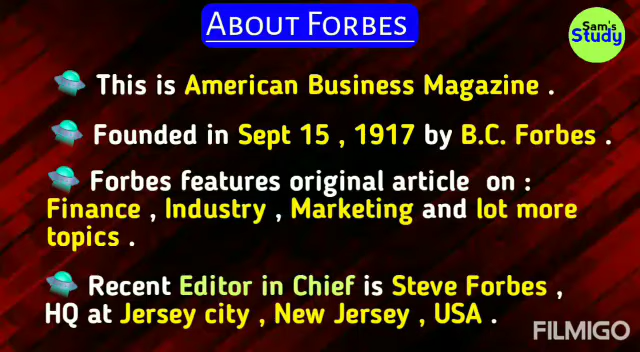 About Forbes
Sam's
Study
This is American Business Magazine .
Founded in Sept 15 , 1917 by B.C. Forbes .
Forbes features original article on :
Finance , Industry , Marketing and lot more
topics .
Recent Editor in Chief is Steve Forbes ,
HQ at Jersey city , New Jersey , USA .
FILMIGO